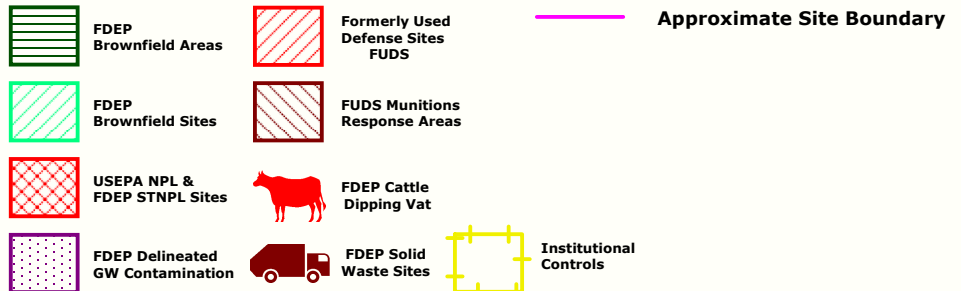 FDEP
Brownfield Areas
Formerly Used
Defense Sites
FUDS
Approximate Site Boundary
FDEP
Brownfield Sites
FUDS Munitions
Response Areas
USEPA NPL &
FDEP STNPL Sites
FDEP Cattle
Dipping Vat
FDEP Delineated
GW Contamination
FDEP Solid
Waste Sites
Institutional
Controls